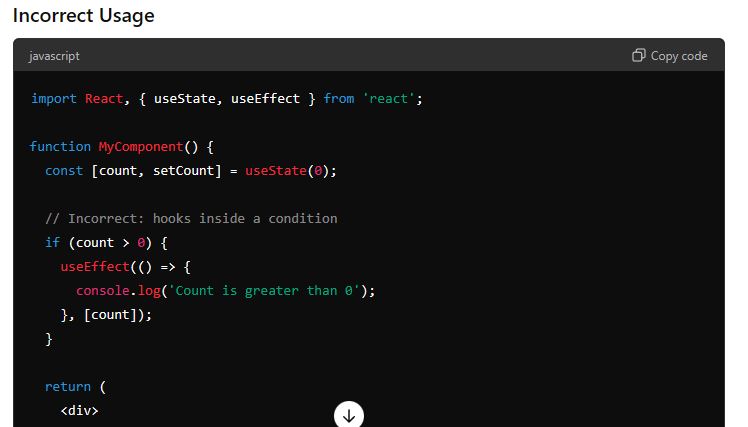 Incorrect Usage
javascript
Copy code
import React, { useState, useEffect } from 'react';
function MyComponent() {
const [count, setCount] = useState(0);
// Incorrect: hooks inside a condition
if (count > 0) {
useEffect(() => {
console.log('Count is greater than 0');
}, [count]);
}
return (
<div>